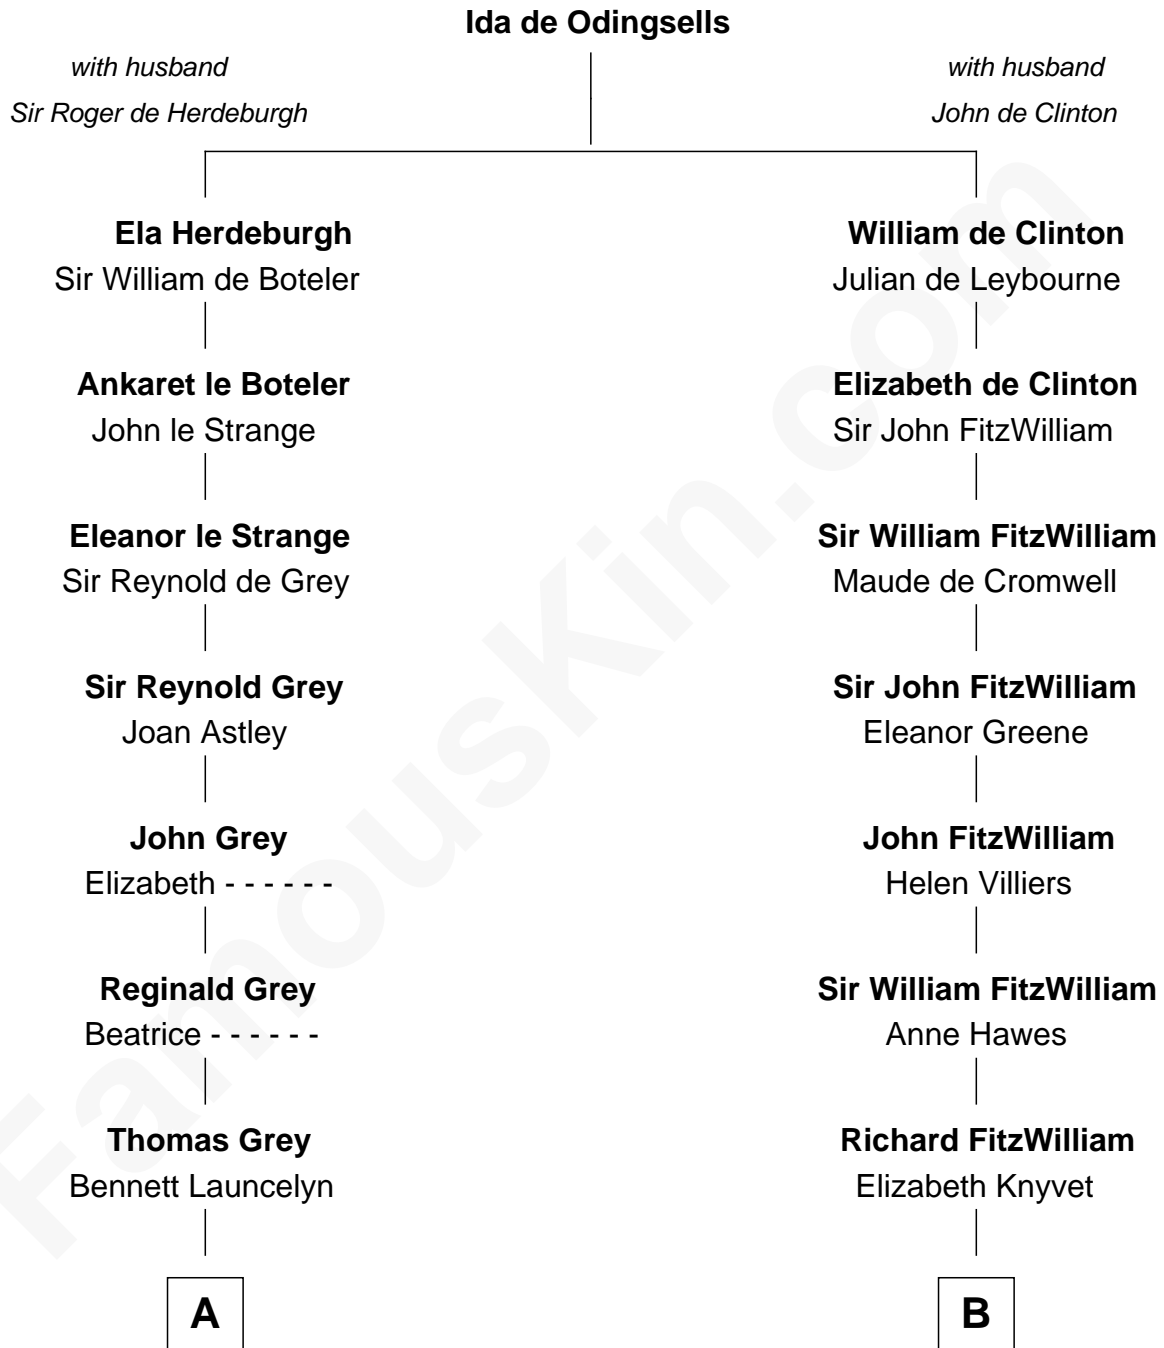 Ida de Odingsells
with husband
Sir Roger de Herdeburgh
with husband
John de Clinton
Ela Herdeburgh
Sir William de Boteler
William de Clinton
Julian de Leybourne
Ankaret le Boteler
John le Strange
Elizabeth de Clinton
Sir John FitzWilliam
Eleanor le Strange
Sir Reynold de Grey
Sir William FitzWilliam
Maude de Cromwell
Sir Reynold Grey
Joan Astley
Sir John FitzWilliam
Eleanor Greene
John Grey
Elizabeth - - - - - -
John FitzWilliam
Helen Villiers
Reginald Grey
Beatrice - - - - - -
Sir William FitzWilliam
Anne Hawes
Thomas Grey
Bennett Launcelyn
Richard FitzWilliam
Elizabeth Knyvet
A
B
FamousKin.com